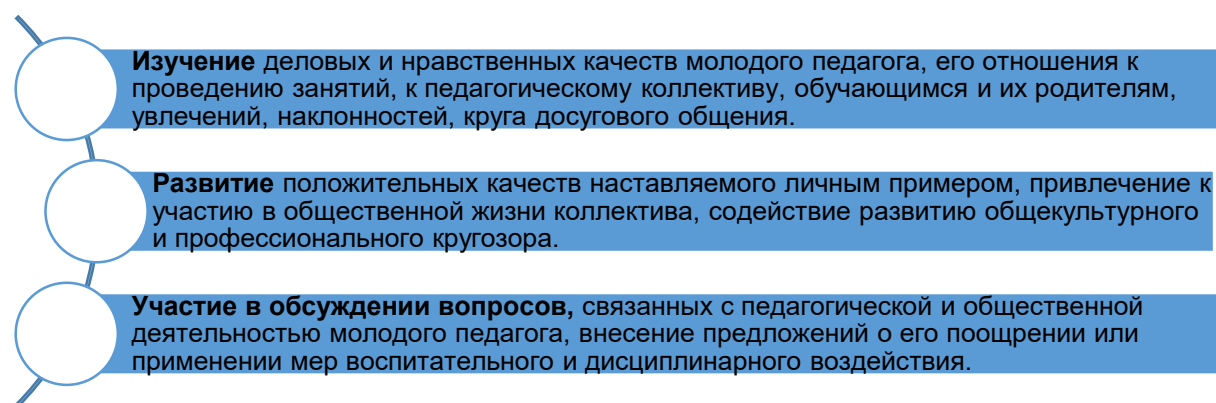 Изучение деловых и нравственных качеств молодого педагога, его отношения к
проведению занятий, к педагогическому коллективу, обучающимся и их родителям,
увлечений, наклонностей, круга досугового общения.
Развитие положительных качеств наставляемого личным примером, привлечение к
участию в общественной жизни коллектива, содействие развитию общекультурного
и профессионального кругозора.
Участие в обсуждении вопросов, связанных с педагогической и общественной
деятельностью молодого педагога, внесение предложений о его поощрении или
применении мер воспитательного и дисциплинарного воздействия.